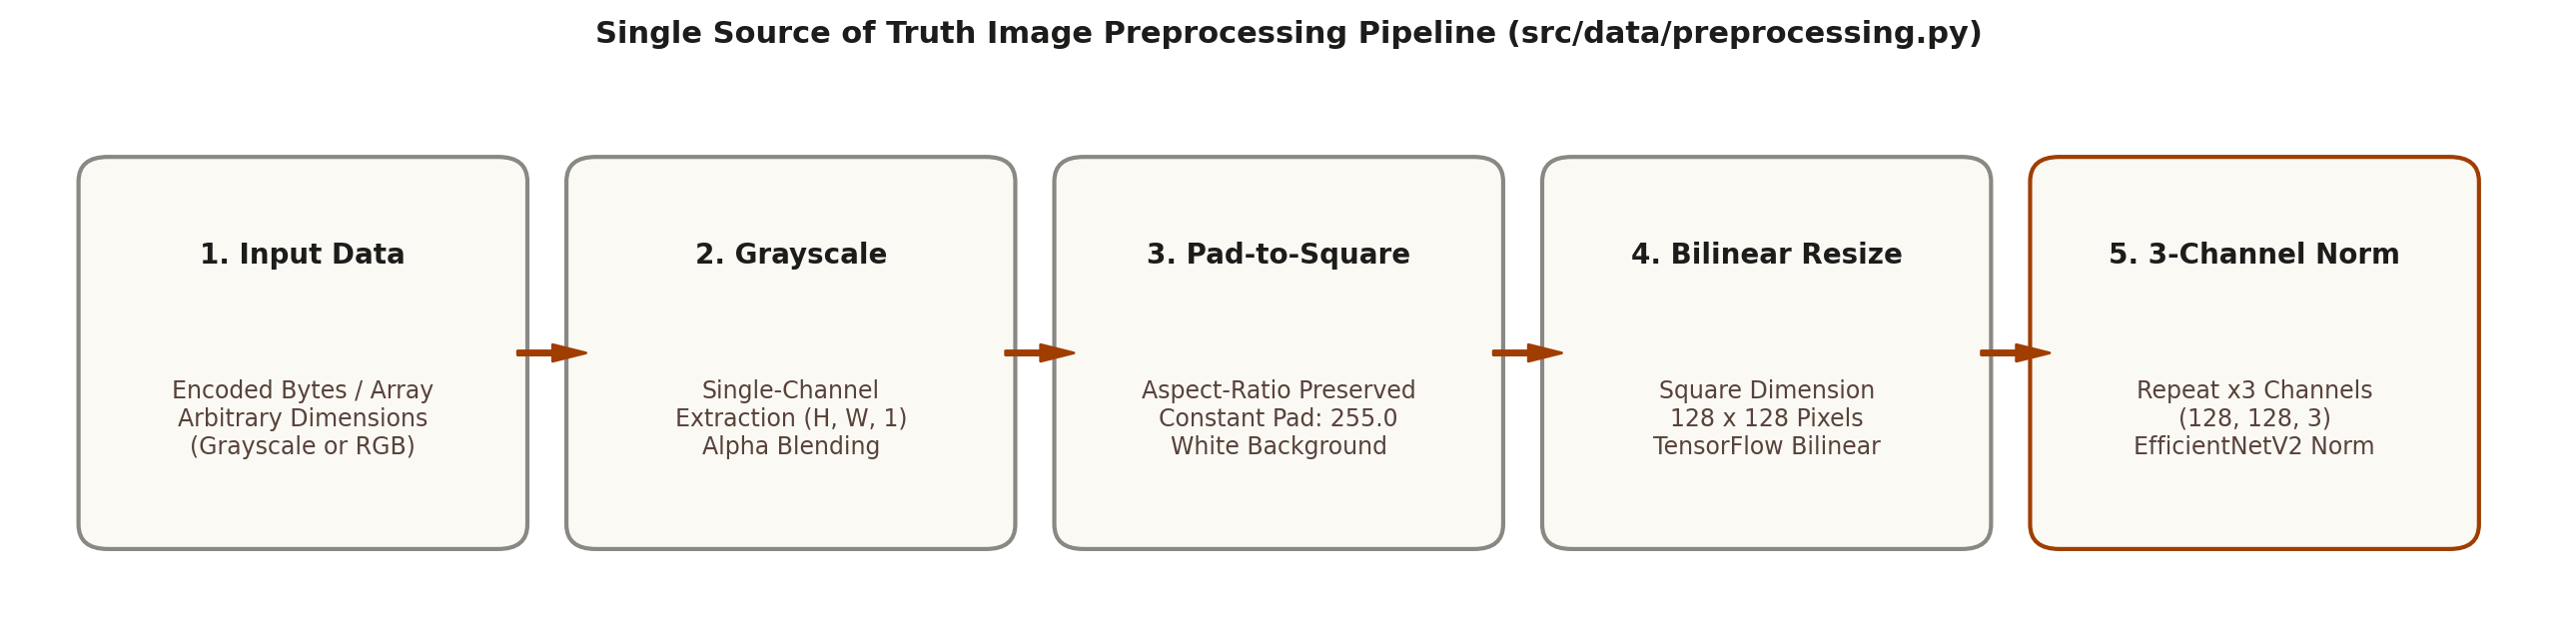 Single Source of Truth Image Preprocessing Pipeline (src/data/preprocessing.py)
1. Input Data
Encoded Bytes / Array
Arbitrary Dimensions
(Grayscale or RGB)
2. Grayscale
Single-Channel
Extraction (H, W, 1)
Alpha Blending
3. Pad-to-Square
Aspect-Ratio Preserved
Constant Pad: 255.0
White Background
4. Bilinear Resize
Square Dimension
128 x 128 Pixels
TensorFlow Bilinear
5. 3-Channel Norm
Repeat x3 Channels
(128, 128, 3)
EfficientNetV2 Norm